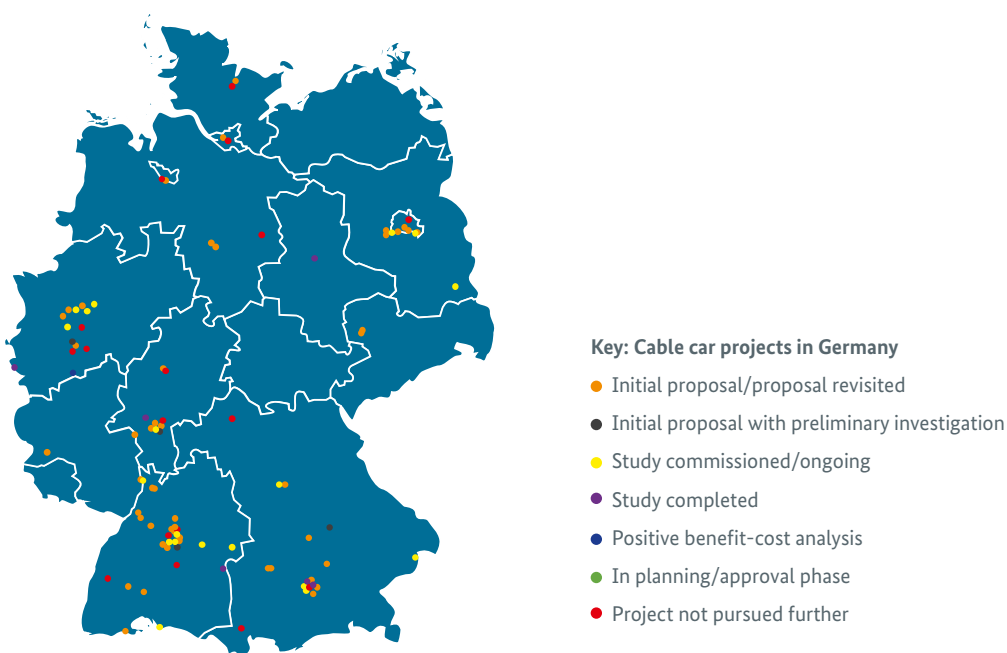 Key: Cable car projects in Germany
Initial proposal/proposal revisited
Initial proposal with preliminary investigation
Study commissioned/ongoing
Study completed
Positive benefit-cost analysis
In planning/approval phase
Project not pursued further